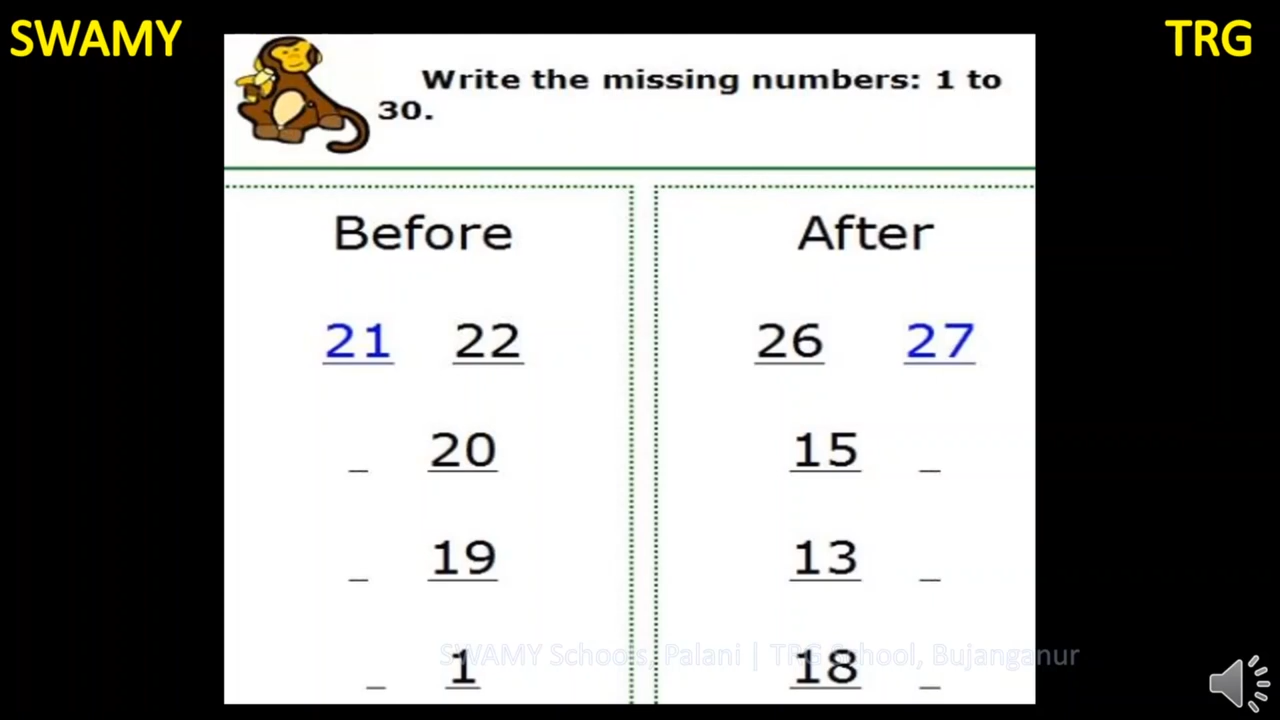 SWAMY
TRG
Write the missing numbers: 1 to
30.
Before
After
21 22
26 27
_ 20
15 _
_ 19
13 _
_ 1
18 _
SWAMY Schools, Palani | TRG School, Bujanganur